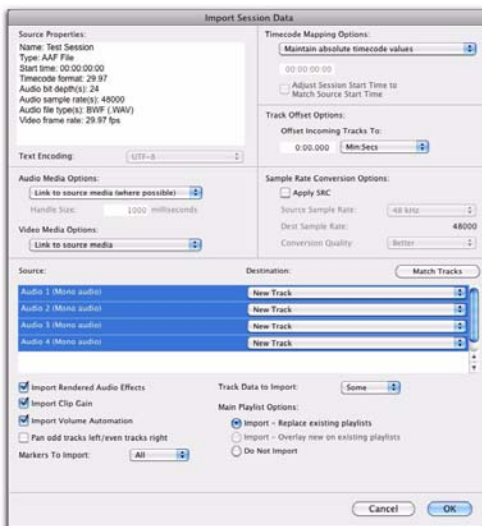 Import Session Data
Source Properties:
Name: Test Session
Type: AAF File
Start time: 00:00:00:00
Timecode format: 29.97
Audio bit depth(s): 24
Audio sample rate(s): 48000
Audio file type(s): BWF (.WAV)
Video frame rate: 29.97 fps
Text Encoding: UTF-8
Timecode Mapping Options:
Maintain absolute timecode values
00:00:00:00
Adjust Session Start Time to
Match Source Start Time
Track Offset Options:
Offset Incoming Tracks To:
0:00.000 Min:Secs
Audio Media Options:
Link to source media (where possible)
Handle Size: 1000 milliseconds
Video Media Options:
Link to source media
Sample Rate Conversion Options:
Apply SRC
Source Sample Rate: 48 kHz
Dest Sample Rate: 48000
Conversion Quality: Better
Source: Destination: Match Tracks
Audio 1 (Mono audio) New Track
Audio 2 (Mono audio) New Track
Audio 3 (Mono audio) New Track
Audio 4 (Mono audio) New Track
Import Rendered Audio Effects
Import Clip Gain
Import Volume Automation
Pan odd tracks left/even tracks right
Markers To Import: All
Track Data to Import: Some
Main Playlist Options:
Import - Replace existing playlists
Import - Overlay new on existing playlists
Do Not Import
Cancel OK